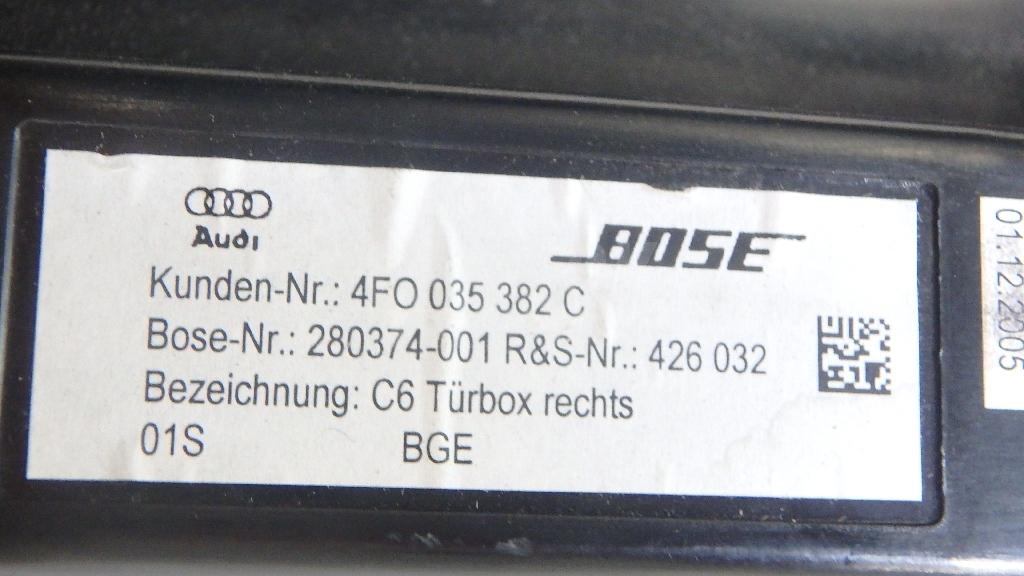 Audi
BOSE
Kunden-Nr.: 4FO 035 382 C
Bose-Nr.: 280374-001 R&S-Nr.: 426 032
Bezeichnung: C6 Türbox rechts
01S BGE
01.12.2005